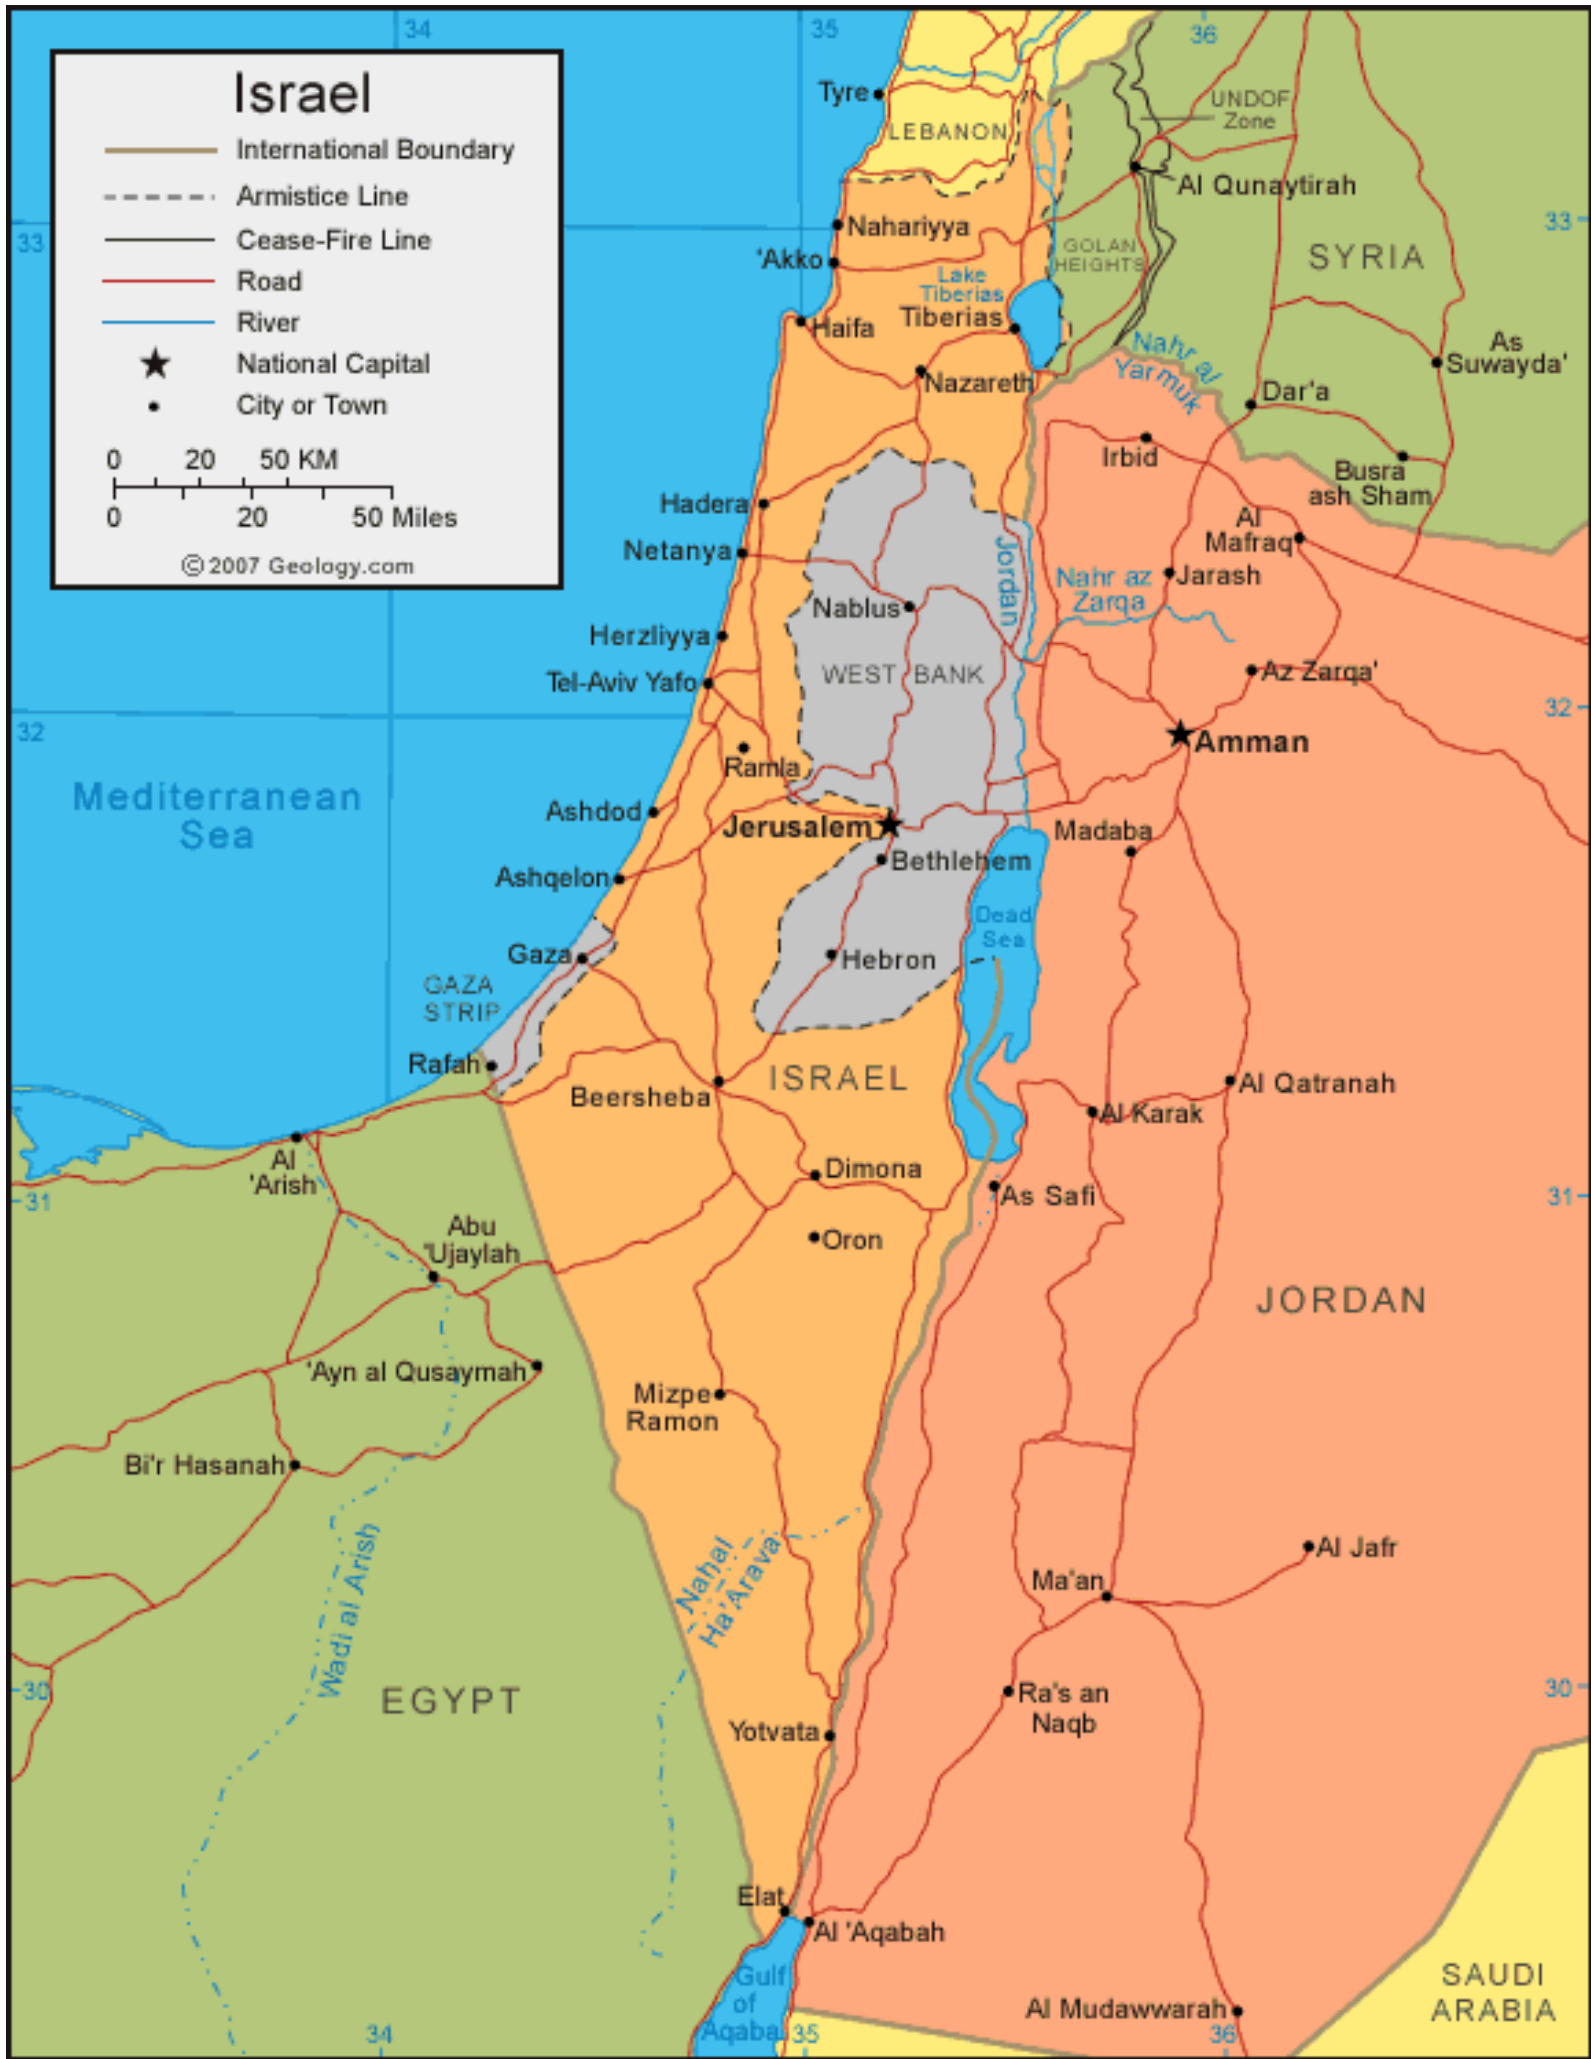 34
35
36
Israel
International Boundary
Armistice Line
Cease-Fire Line
Road
River
National Capital
City or Town
0 20 50 KM
0 20 50 Miles
© 2007 Geology.com
Tyre
LEBANON
UNDOF
Zone
Al Qunaytirah
33
33
Nahariyya
'Akko
GOLAN
HEIGHTS
SYRIA
Lake
Tiberias
Tiberias
Haifa
Nazareth
Nahr al
Yarmuk
As
Suwayda'
Dar'a
Irbid
Busra
ash Sham
Hadera
Al
Mafraq
Netanya
Jordan
Nahr az
Zarqa
Jarash
Nablus
Herzliyya
WEST BANK
Tel-Aviv Yafo
Az Zarqa'
32
32
Amman
Ramla
Mediterranean
Sea
Ashdod
Jerusalem
Madaba
Bethlehem
Ashqelon
Dead
Sea
Gaza
Hebron
GAZA
STRIP
Rafah
ISRAEL
Beersheba
Al Qatranah
Al Karak
Al
'Arish
Dimona
31
31
As Safi
Abu
'Ujaylah
Oron
JORDAN
'Ayn al Qusaymah
Mizpe
Ramon
Bi'r Hasanah
Wadi al Arish
Nahal
Ha'Arava
Al Jafr
Ma'an
30
30
EGYPT
Ra's an
Naqb
Yotvata
Elat
Al 'Aqabah
Gulf
of
Aqaba
SAUDI
ARABIA
Al Mudawwarah
34
35
36